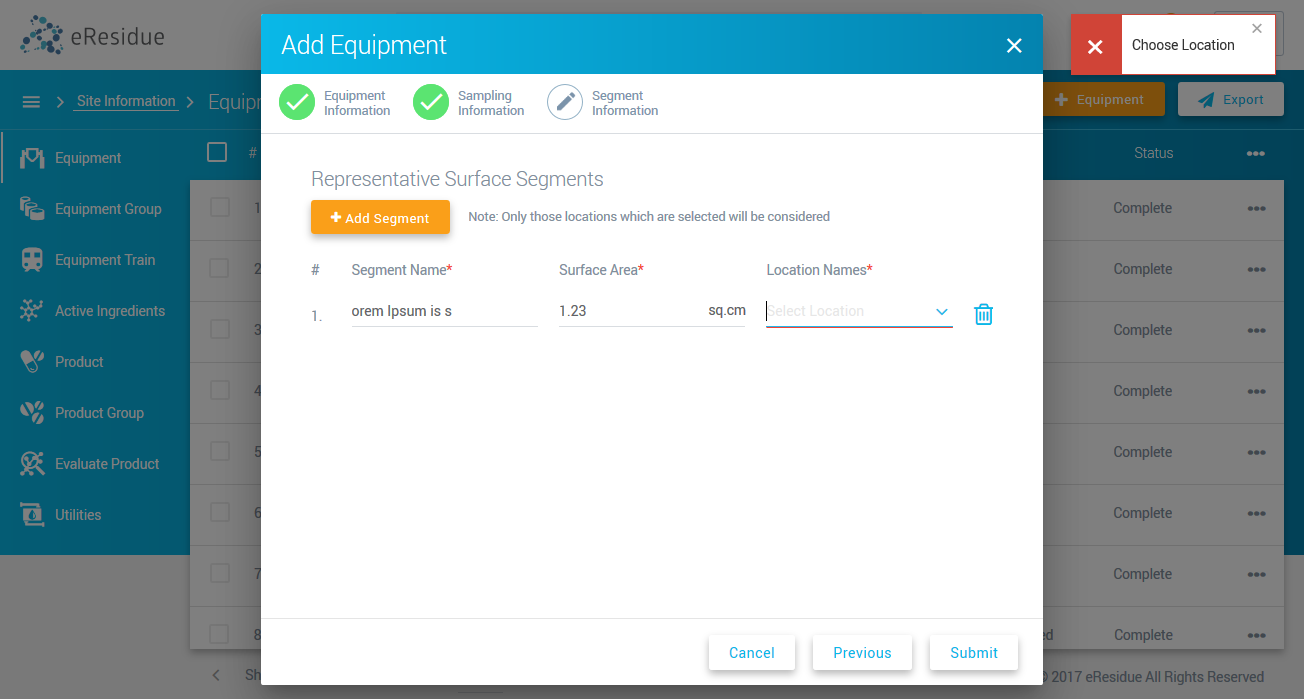 eResidue
Add Equipment
Choose Location
Site Information
Equip
Equipment
Information
Sampling
Information
Segment
Information
Equipment
Export
Equipment
Equipment Group
Equipment Train
Active Ingredients
Product
Product Group
Evaluate Product
Utilities
#
Status
Representative Surface Segments
Add Segment
Note: Only those locations which are selected will be considered
# Segment Name* Surface Area* Location Names*
1. orem Ipsum is s 1.23 sq.cm Select Location
1 Complete
2 Complete
3 Complete
4 Complete
5 Complete
6 Complete
7 Complete
8 ed Complete
Cancel Previous Submit
Sh
2017 eResidue All Rights Reserved